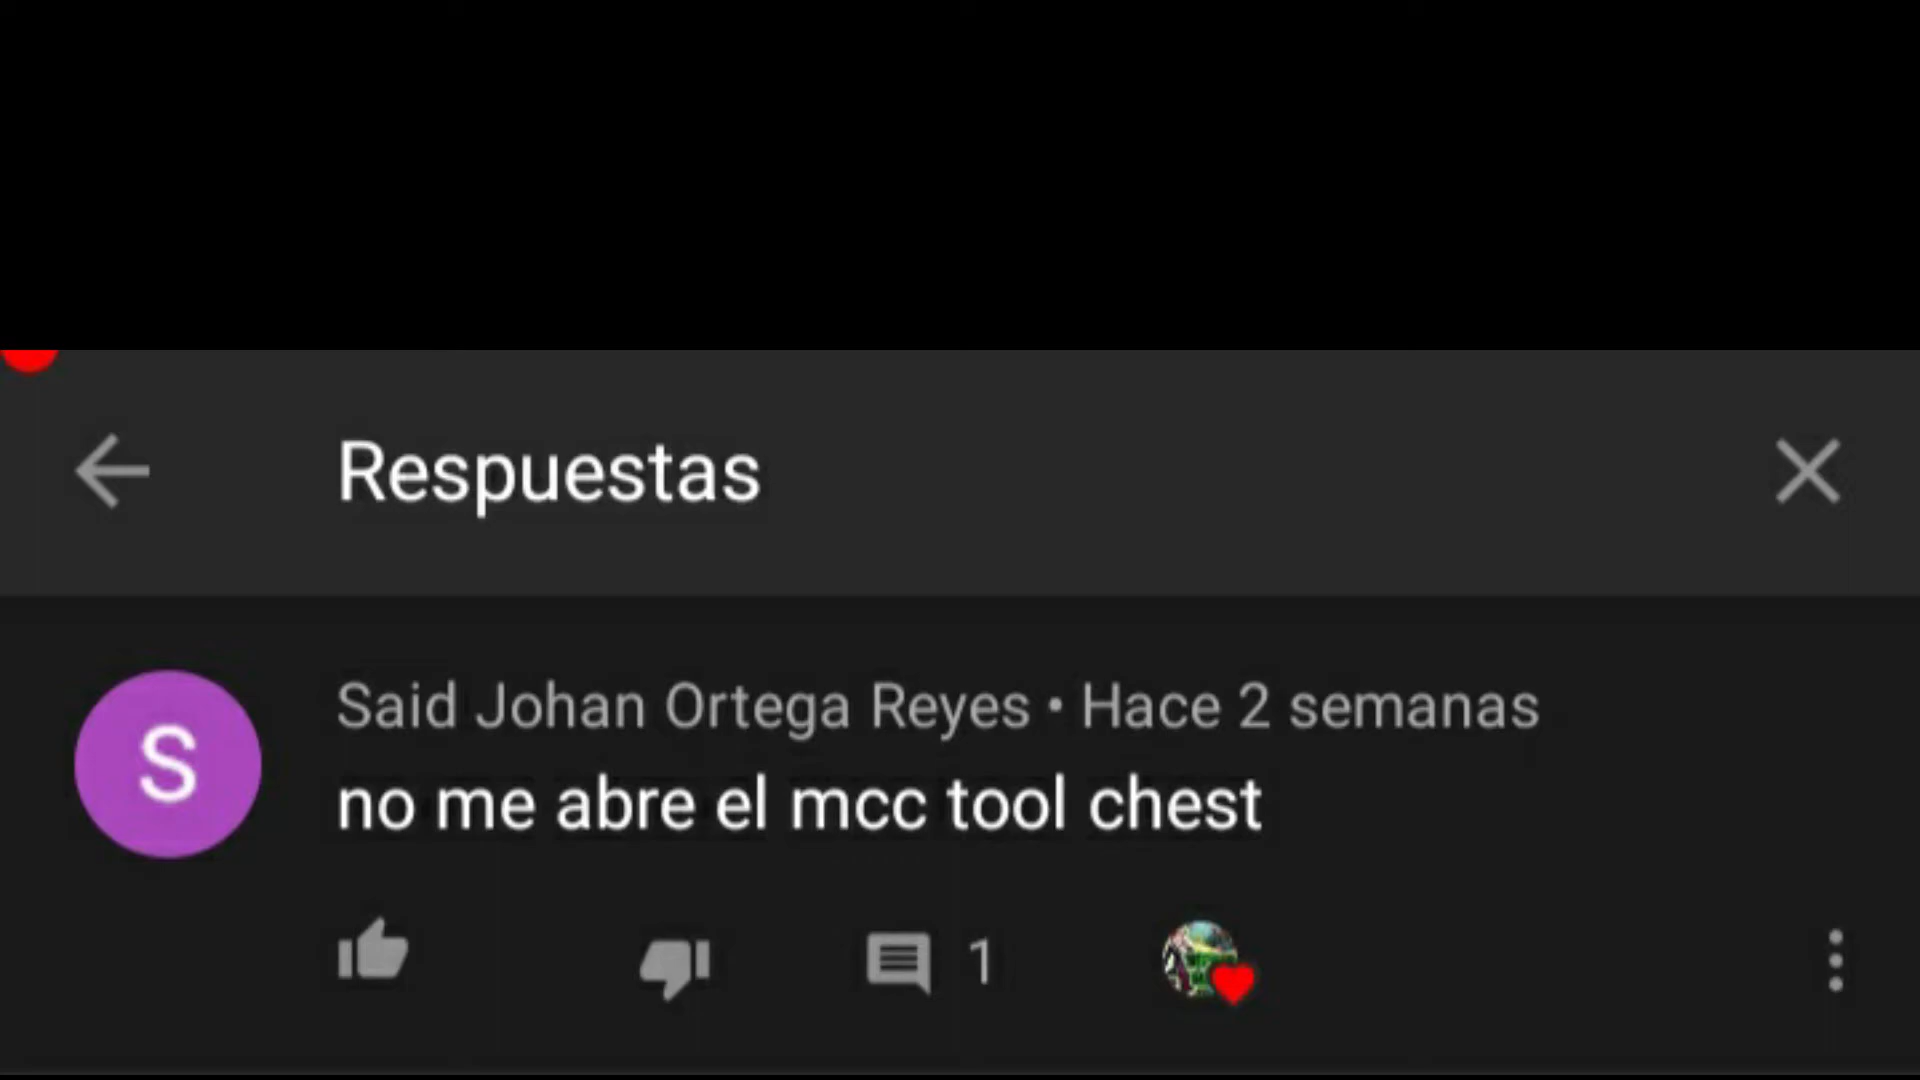 Respuestas
S
Said Johan Ortega Reyes • Hace 2 semanas
no me abre el mcc tool chest
1